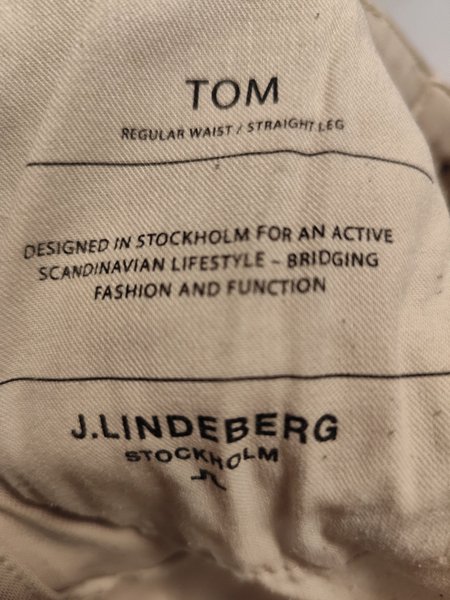 TOM
REGULAR WAIST / STRAIGHT LEG
DESIGNED IN STOCKHOLM FOR AN ACTIVE
SCANDINAVIAN LIFESTYLE – BRIDGING
FASHION AND FUNCTION
J.LINDEBERG
STOCKHOLM